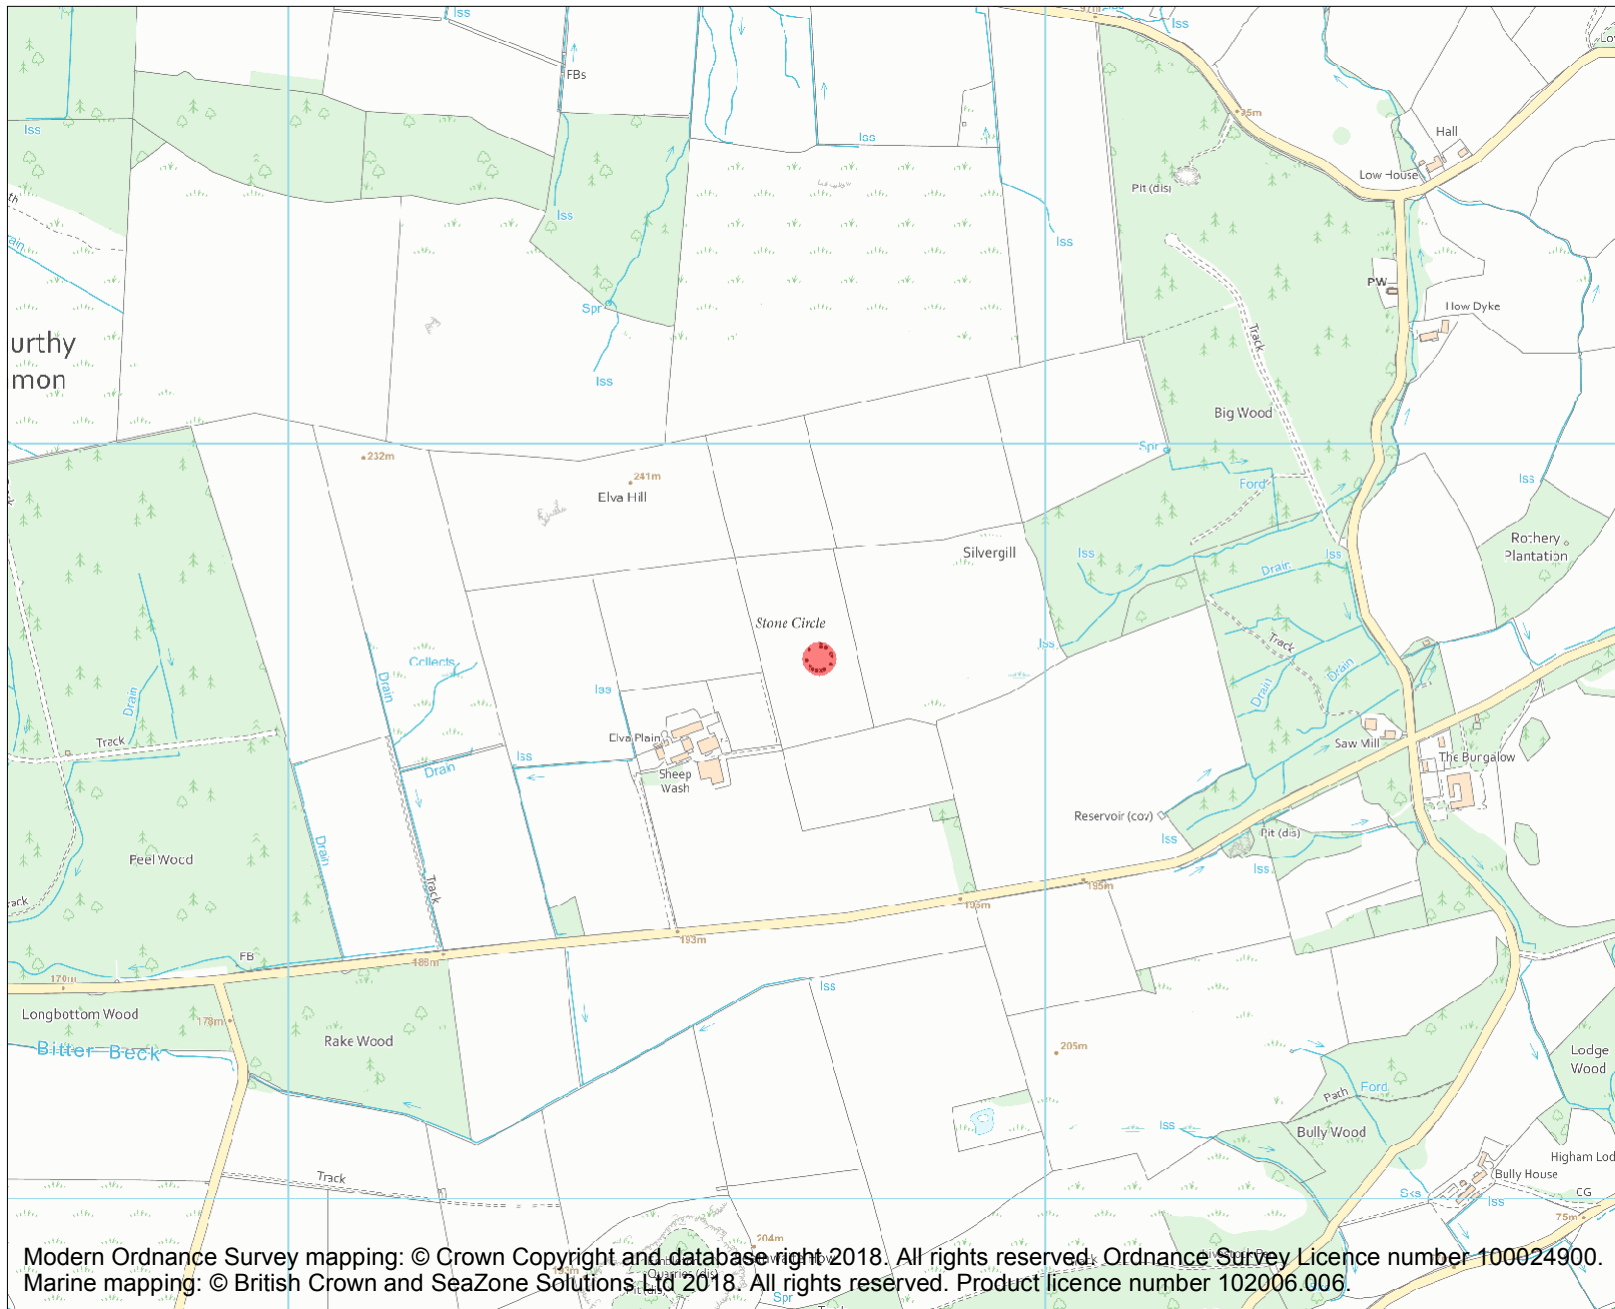 Iss
97m
Iss
FBs
Iss
Iss
95m
Hall
Low House
Pit (dis)
Iss
Iss
PW
How Dyke
Spr
Track
urthy
mon
Iss
Big Wood
Spr
232m
241m
Elva Hill
Ford
Iss
Silvergill
Iss
Iss
Rothery
Plantation
Drain
Stone Circle
Track
Iss
Collects
Drain
Drain
Drain
Drain
Iss
Track
Elva Plain
Iss
Drain
Sheep
Wash
Saw Mill
The Bungalow
Reservoir (cov)
Iss
Pit (dis)
Drain
Peel Wood
Track
Iss
195m
193m
188m
FB
170m
Longbottom Wood
178m
Iss
Bitter Beck
Rake Wood
205m
Lodge
Wood
Ford
Path
Iss
Bully Wood
Higham Lod
Track
Bully House
Sks
Iss
CG
75m
204m
Modern Ordnance Survey mapping: © Crown Copyright and database right 2018. All rights reserved. Ordnance Survey Licence number 100024900.
Marine mapping: © British Crown and SeaZone Solutions Ltd 2018. All rights reserved. Product licence number 102006.006.
Spr